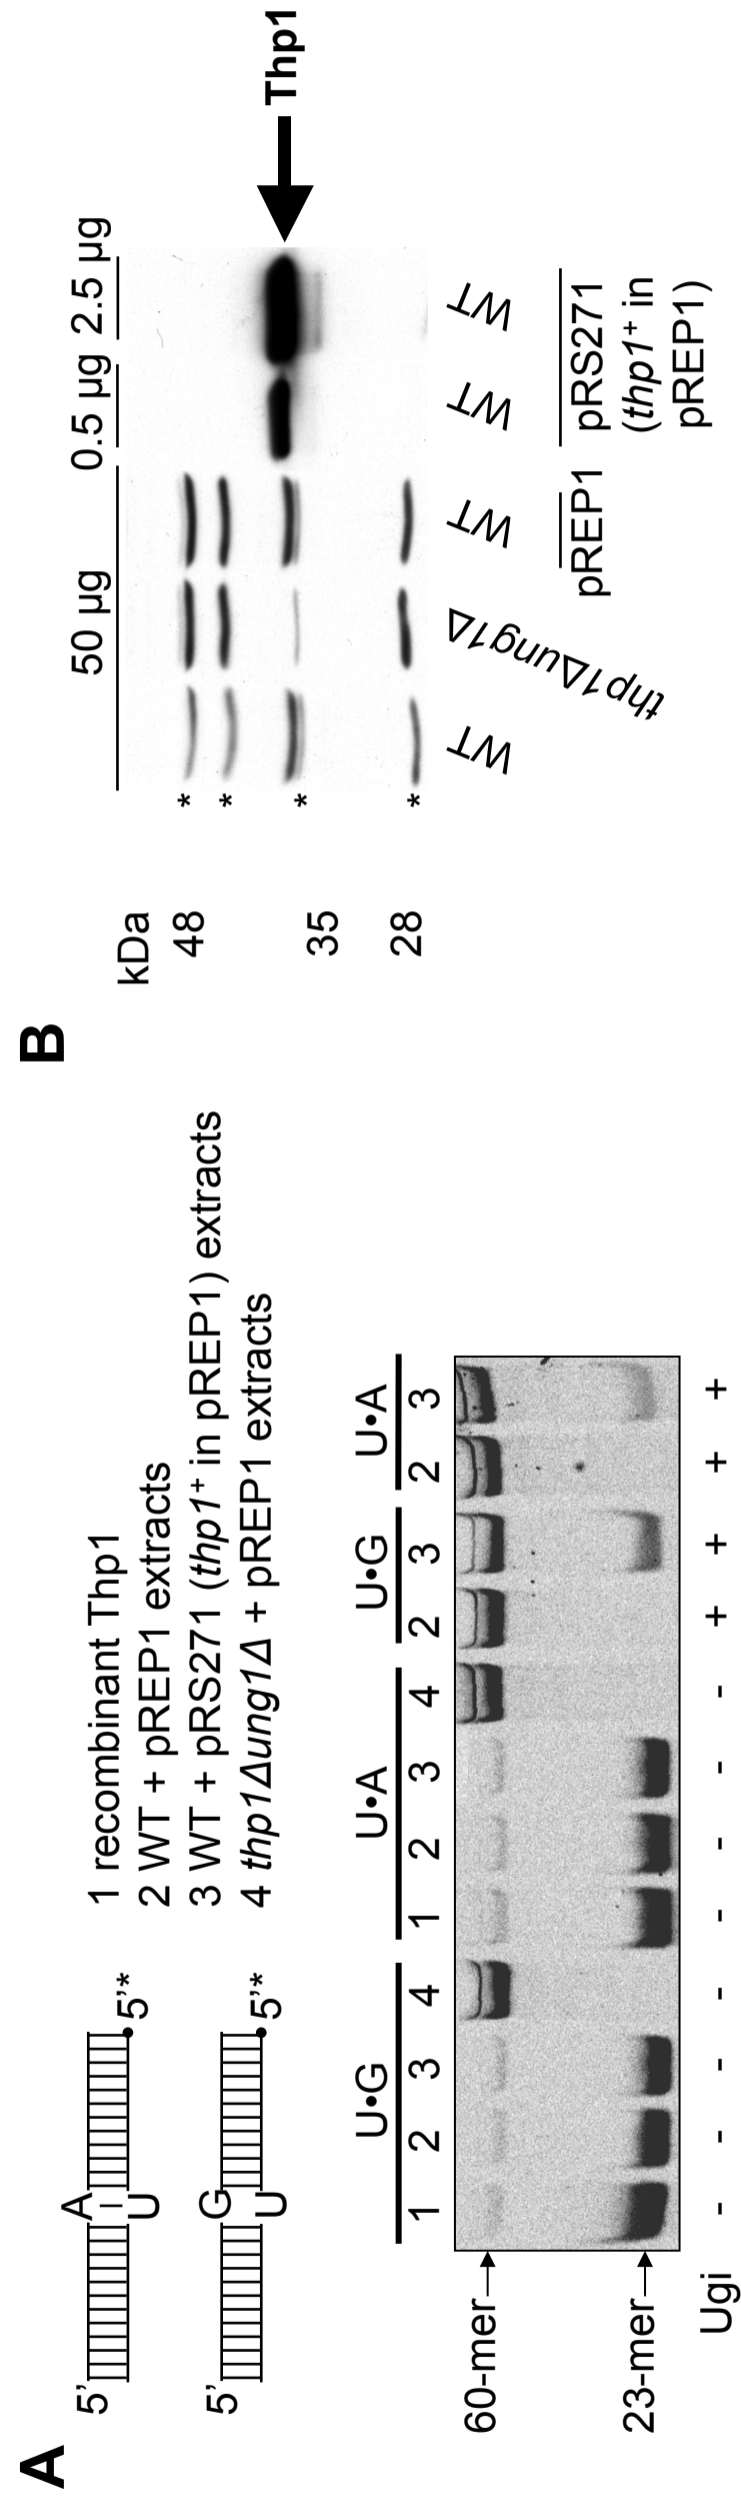 A
5'
A
U
5'*
5'
G
U
5'*
1 recombinant Thp1
2 WT + pREP1 extracts
3 WT + pRS271 (thp1+ in pREP1) extracts
4 thp1Δung1Δ + pREP1 extracts
U•G U•A U•G U•A
1 2 3 4 1 2 3 4 2 3 2 3
60-mer
23-mer
Ugi - - - - - - - - + + + +
B
50 µg 0.5 µg 2.5 µg
kDa
48 *
*
Thp1
35 *
28 *
WT thp1Δung1Δ WT WT WT
pREP1 pRS271
(thp1+ in
pREP1)